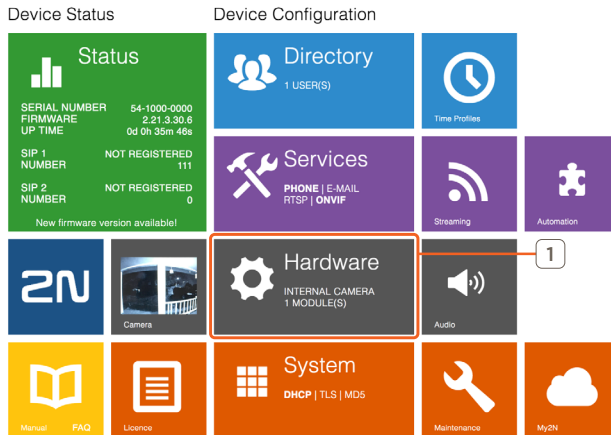 Device Status
Device Configuration
Status
SERIAL NUMBER 54-1000-0000
FIRMWARE 2.21.3.30.6
UP TIME 0d 0h 35m 46s
SIP 1 NOT REGISTERED
NUMBER 111
SIP 2 NOT REGISTERED
NUMBER 0
New firmware version available!
Directory
1 USER(S)
Time Profiles
Services
PHONE | E-MAIL
RTSP | ONVIF
Streaming
Automation
2N
Camera
Hardware
INTERNAL CAMERA
1 MODULE(S)
Audio
1
Manual FAQ
Licence
System
DHCP | TLS | MD5
Maintenance
My2N